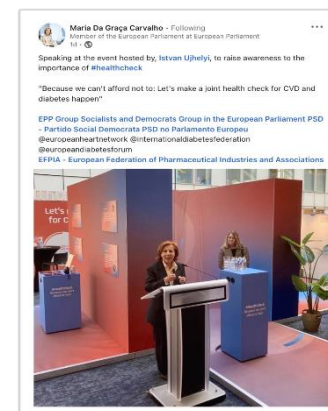 Maria Da Graça Carvalho • Following
Member of the European Parliament at European Parliament
1d •
Speaking at the event hosted by, Istvan Ujhelyi, to raise awareness to the
importance of #healthcheck
"Because we can't afford not to: Let's make a joint health check for CVD and
diabetes happen"
EPP Group Socialists and Democrats Group in the European Parliament PSD
- Partido Social Democrata PSD no Parlamento Europeu
@europeanheartnetwork @internationaldiabetesfederation
@europeandiabetesforum
EFPIA - European Federation of Pharmaceutical Industries and Associations
Let's
for C